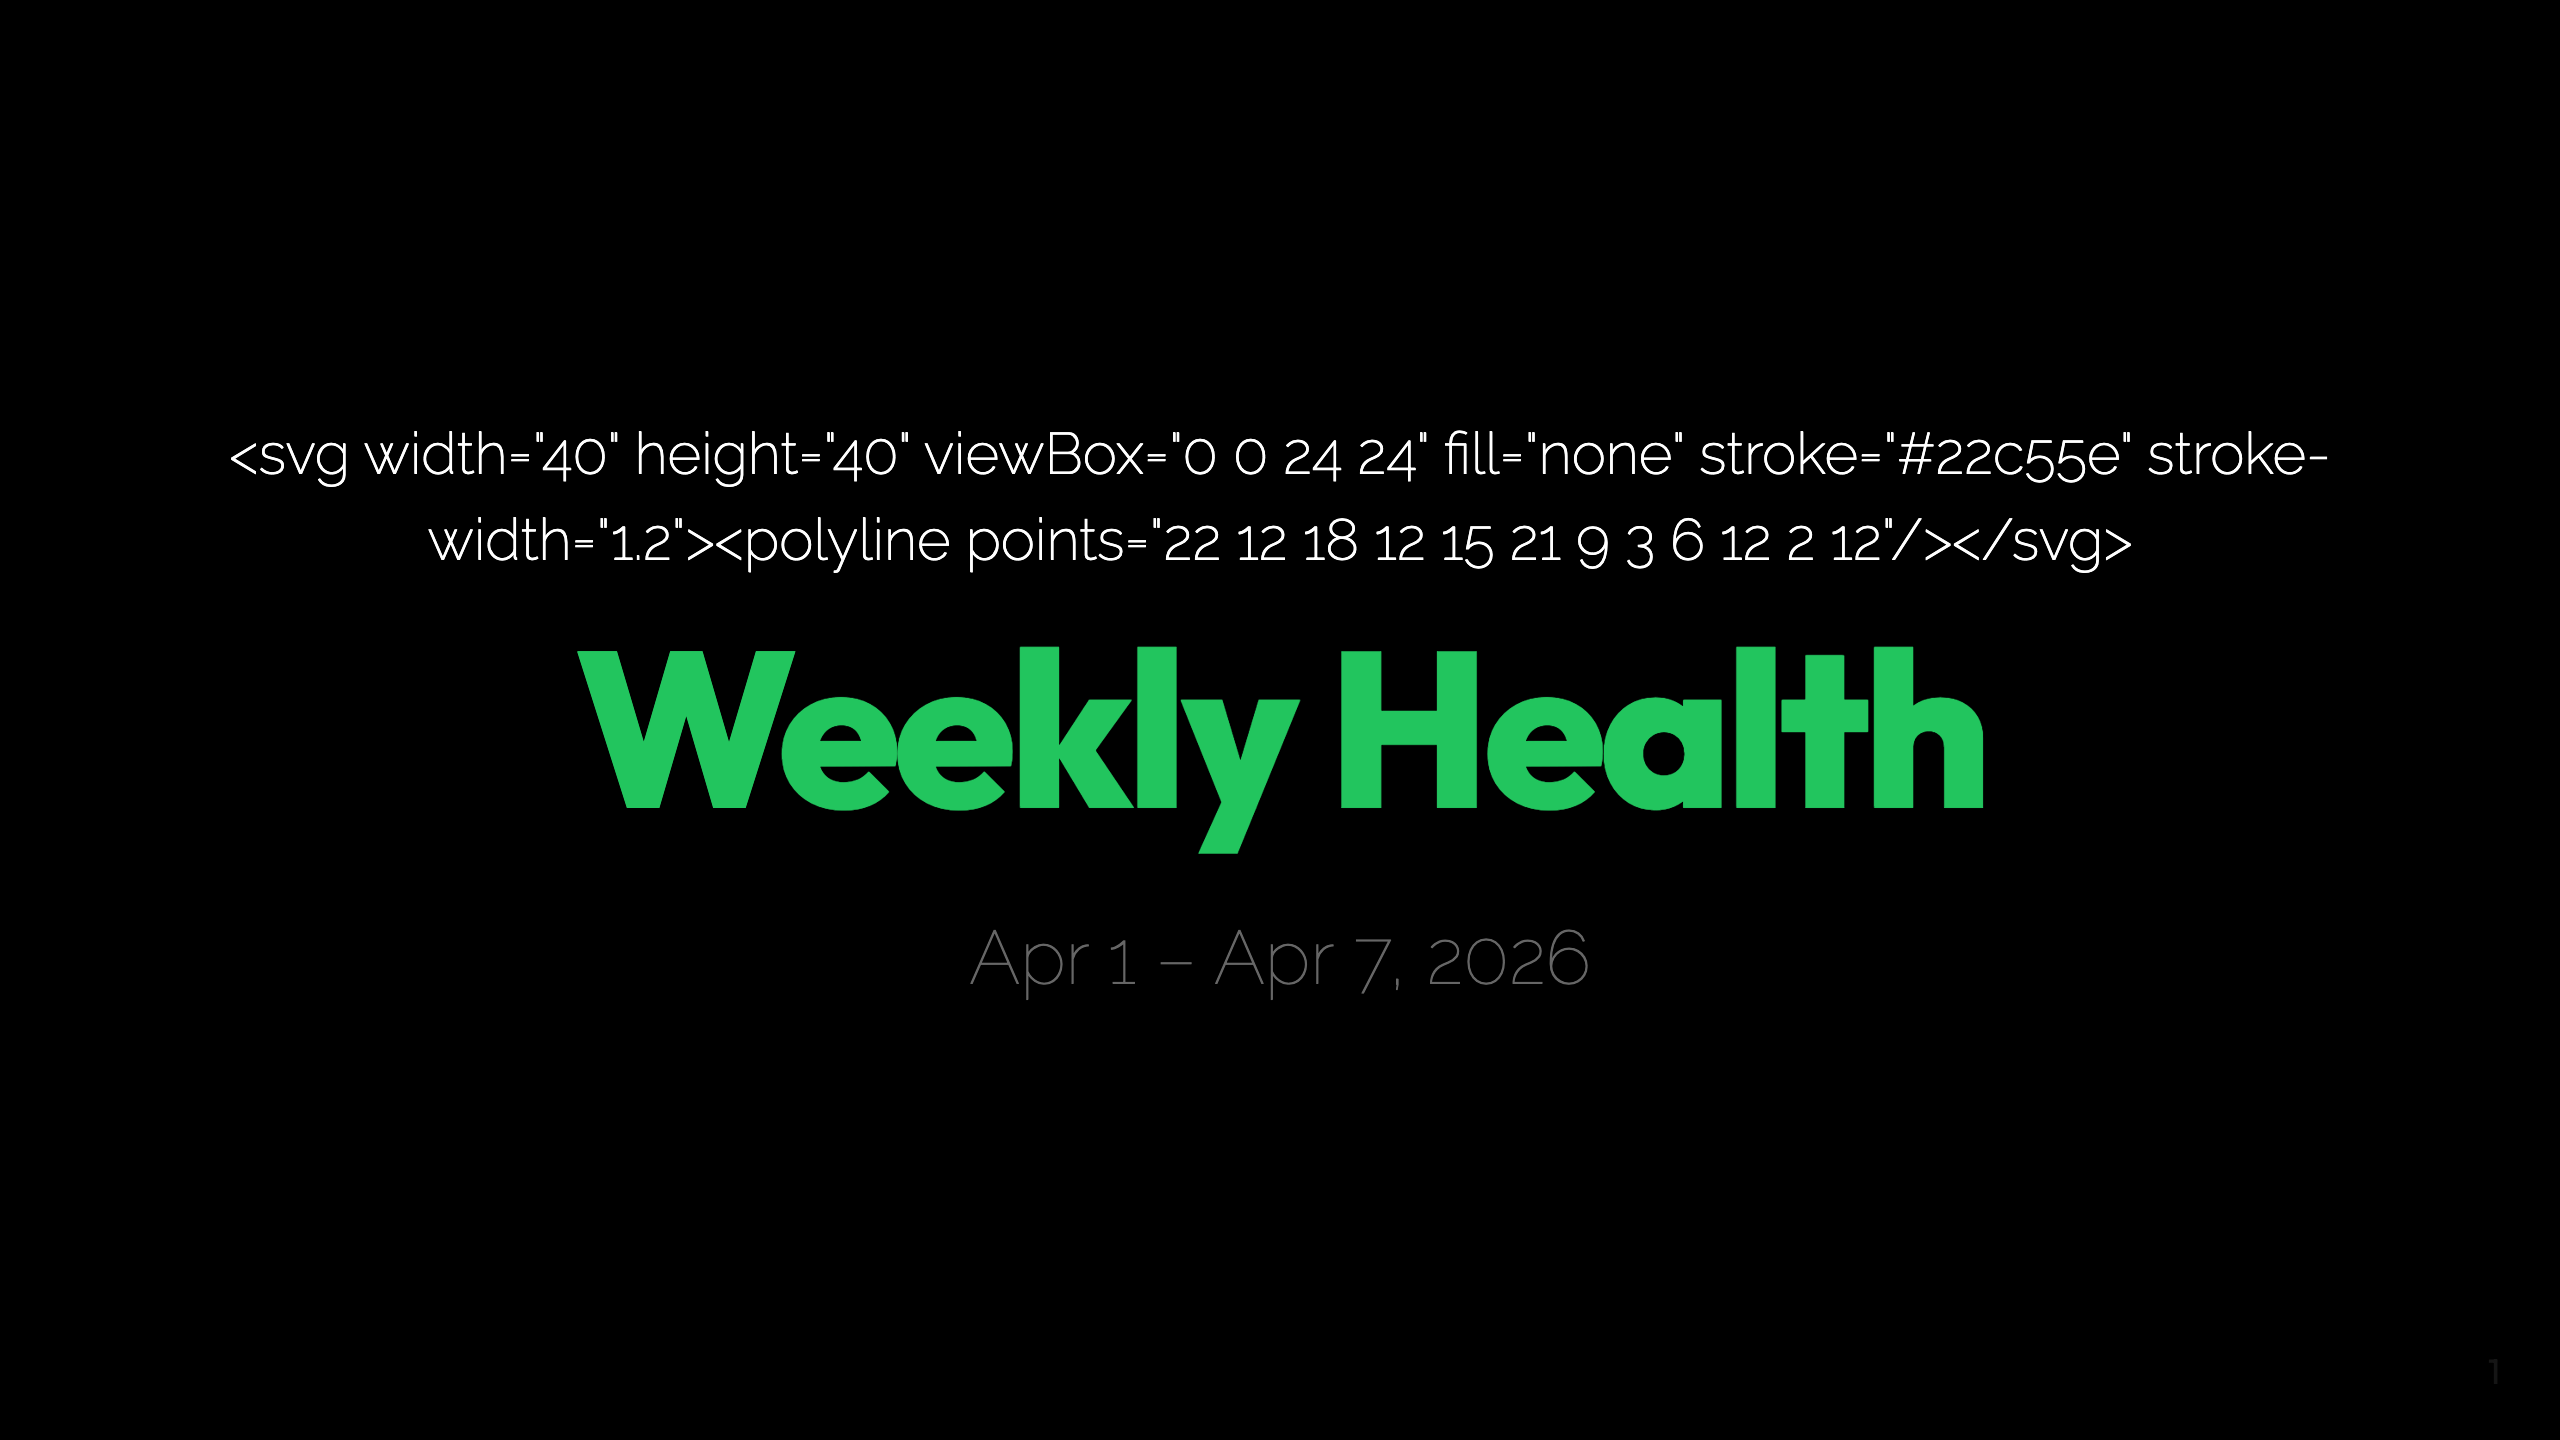 <svg width="40" height="40" viewBox="0 0 24 24" fill="none" stroke="#22c55e" stroke-
width="1.2"><polyline points="22 12 18 12 15 21 9 3 6 12 2 12"/></svg>
Weekly Health
Apr 1 – Apr 7, 2026
1